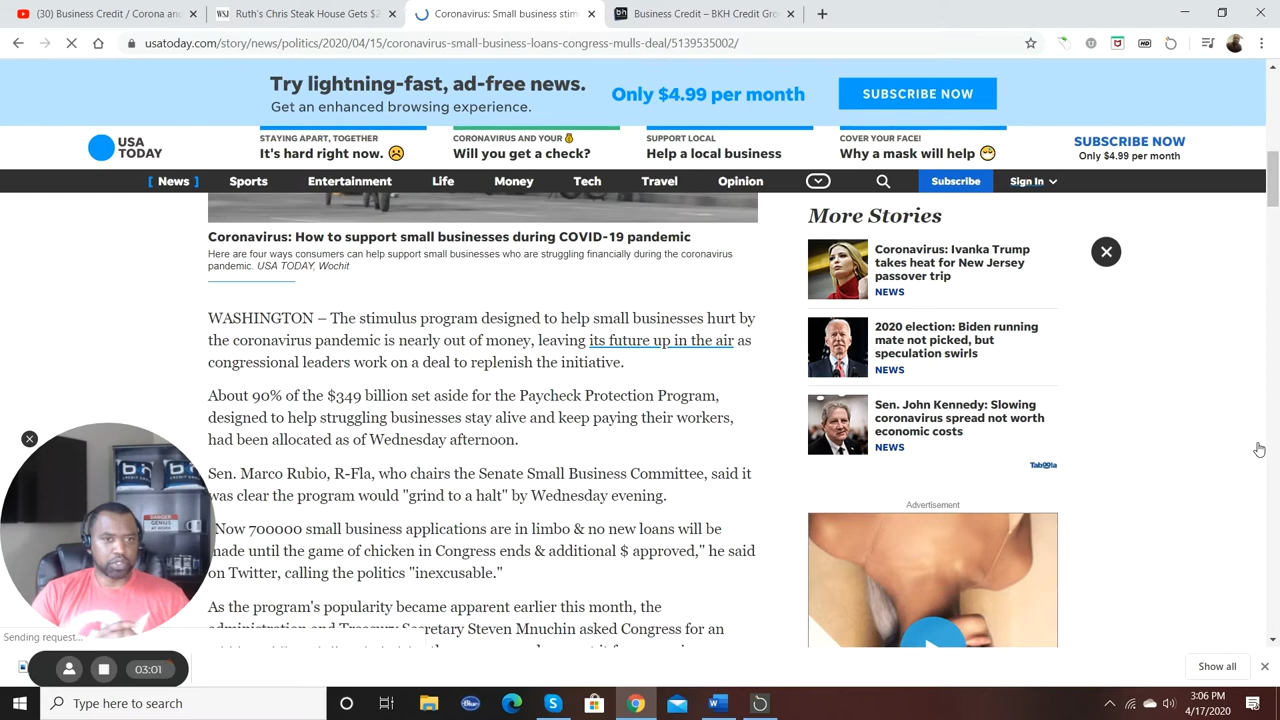 (30) Business Credit / Corona and
Ruth's Chris Steak House Gets $2
Coronavirus: Small business stim
Business Credit – BKH Credit Gro
usatoday.com/story/news/politics/2020/04/15/coronavirus-small-business-loans-congress-mulls-deal/5139535002/
Try lightning-fast, ad-free news.
Get an enhanced browsing experience.
Only $4.99 per month
SUBSCRIBE NOW
USA
TODAY
STAYING APART, TOGETHER
It's hard right now. ☹
CORONAVIRUS AND YOUR 💰
Will you get a check?
SUPPORT LOCAL
Help a local business
COVER YOUR FACE!
Why a mask will help 😷
SUBSCRIBE NOW
Only $4.99 per month
[ News ] Sports Entertainment Life Money Tech Travel Opinion Subscribe Sign In
Coronavirus: How to support small businesses during COVID-19 pandemic
Here are four ways consumers can help support small businesses who are struggling financially during the coronavirus
pandemic. USA TODAY, Wochit
WASHINGTON – The stimulus program designed to help small businesses hurt by
the coronavirus pandemic is nearly out of money, leaving its future up in the air as
congressional leaders work on a deal to replenish the initiative.
About 90% of the $349 billion set aside for the Paycheck Protection Program,
designed to help struggling businesses stay alive and keep paying their workers,
had been allocated as of Wednesday afternoon.
Sen. Marco Rubio, R-Fla, who chairs the Senate Small Business Committee, said it
was clear the program would "grind to a halt" by Wednesday evening.
"Now 700000 small business applications are in limbo & no new loans will be
made until the game of chicken in Congress ends & additional $ approved," he said
on Twitter, calling the politics "inexcusable."
As the program's popularity became apparent earlier this month, the
administration and Treasury Secretary Steven Mnuchin asked Congress for an
More Stories
Coronavirus: Ivanka Trump
takes heat for New Jersey
passover trip
NEWS
2020 election: Biden running
mate not picked, but
speculation swirls
NEWS
Sen. John Kennedy: Slowing
coronavirus spread not worth
economic costs
NEWS
Taboola
Advertisement
DANGER
GENIUS
AT WORK
Sending request...
03:01
Show all
Type here to search
3:06 PM
4/17/2020